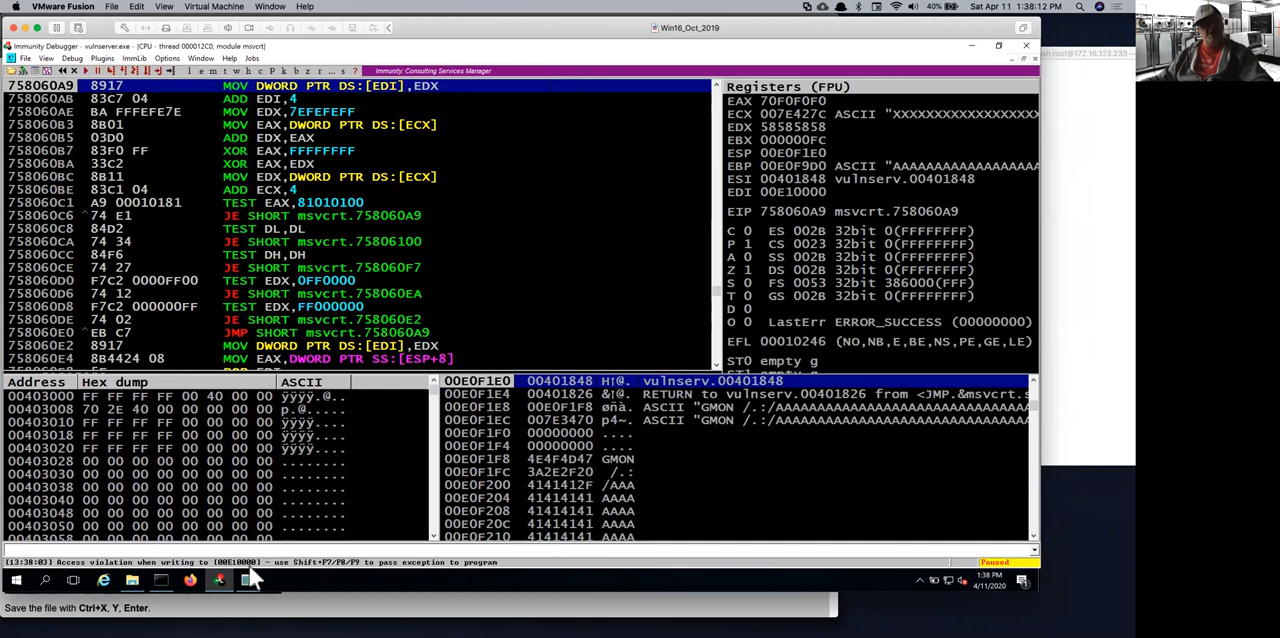 VMware Fusion File Edit View Virtual Machine Window Help 40% Sat Apr 11 1:38:12 PM
Win16_Oct_2019
Immunity Debugger - vulnserver.exe - [CPU - thread 000012C0, module msvcrt]
File View Debug Plugins ImmLib Options Window Help Jobs
l e m t w h c P k b z r ... s ? Immunity: Consulting Services Manager
758060A9 8917 MOV DWORD PTR DS:[EDI],EDX
758060AB 83C7 04 ADD EDI,4
758060AE BA FFFEFE7E MOV EDX,7EFEFEFF
758060B3 8B01 MOV EAX,DWORD PTR DS:[ECX]
758060B5 03D0 ADD EDX,EAX
758060B7 83F0 FF XOR EAX,FFFFFFFF
758060BA 33C2 XOR EAX,EDX
758060BC 8B11 MOV EDX,DWORD PTR DS:[ECX]
758060BE 83C1 04 ADD ECX,4
758060C1 A9 00010181 TEST EAX,81010100
758060C6 ^74 E1 JE SHORT msvcrt.758060A9
758060C8 84D2 TEST DL,DL
758060CA 74 34 JE SHORT msvcrt.75806100
758060CC 84F6 TEST DH,DH
758060CE 74 27 JE SHORT msvcrt.758060F7
758060D0 F7C2 0000FF00 TEST EDX,0FF0000
758060D6 74 12 JE SHORT msvcrt.758060EA
758060D8 F7C2 000000FF TEST EDX,FF000000
758060DE 74 02 JE SHORT msvcrt.758060E2
758060E0 ^EB C7 JMP SHORT msvcrt.758060A9
758060E2 8917 MOV DWORD PTR DS:[EDI],EDX
758060E4 8B4424 08 MOV EAX,DWORD PTR SS:[ESP+8]
Registers (FPU)
EAX 70F0F0F0
ECX 007E427C ASCII "XXXXXXXXXXXXXXXXXX
EDX 58585858
EBX 000000FC
ESP 00E0F1E0
EBP 00E0F9D0 ASCII "AAAAAAAAAAAAAAAAAA
ESI 00401848 vulnserv.00401848
EDI 00E10000
EIP 758060A9 msvcrt.758060A9
C 0 ES 002B 32bit 0(FFFFFFFF)
P 1 CS 0023 32bit 0(FFFFFFFF)
A 0 SS 002B 32bit 0(FFFFFFFF)
Z 1 DS 002B 32bit 0(FFFFFFFF)
S 0 FS 0053 32bit 386000(FFF)
T 0 GS 002B 32bit 0(FFFFFFFF)
D 0
O 0 LastErr ERROR_SUCCESS (00000000)
EFL 00010246 (NO,NB,E,BE,NS,PE,GE,LE)
ST0 empty g
Address Hex dump ASCII
00403000 FF FF FF FF 00 40 00 00 ÿÿÿÿ.@..
00403008 70 2E 40 00 00 00 00 00 p.@.....
00403010 FF FF FF FF 00 00 00 00 ÿÿÿÿ....
00403018 FF FF FF FF 00 00 00 00 ÿÿÿÿ....
00403020 FF FF FF FF 00 00 00 00 ÿÿÿÿ....
00403028 00 00 00 00 00 00 00 00 ........
00403030 00 00 00 00 00 00 00 00 ........
00403038 00 00 00 00 00 00 00 00 ........
00403040 00 00 00 00 00 00 00 00 ........
00403048 00 00 00 00 00 00 00 00 ........
00403050 00 00 00 00 00 00 00 00 ........
00403058 00 00 00 00 00 00 00 00 ........
00E0F1E0 00401848 H↑@. vulnserv.00401848
00E0F1E4 00401826 &↑@. RETURN to vulnserv.00401826 from <JMP.&msvcrt.s
00E0F1E8 00E0F1F8 øñà. ASCII "GMON /.:/AAAAAAAAAAAAAAAAAAAAAAAAAAAAA
00E0F1EC 007E3470 p4~. ASCII "GMON /.:/AAAAAAAAAAAAAAAAAAAAAAAAAAAAA
00E0F1F0 00000000 ....
00E0F1F4 00000000 ....
00E0F1F8 4E4F4D47 GMON
00E0F1FC 3A2E2F20 /.:
00E0F200 4141412F /AAA
00E0F204 41414141 AAAA
00E0F208 41414141 AAAA
00E0F20C 41414141 AAAA
00E0F210 41414141 AAAA
[13:38:03] Access violation when writing to [00E10000] - use Shift+F7/F8/F9 to pass exception to program Paused
1:38 PM
4/11/2020
Save the file with Ctrl+X, Y, Enter.